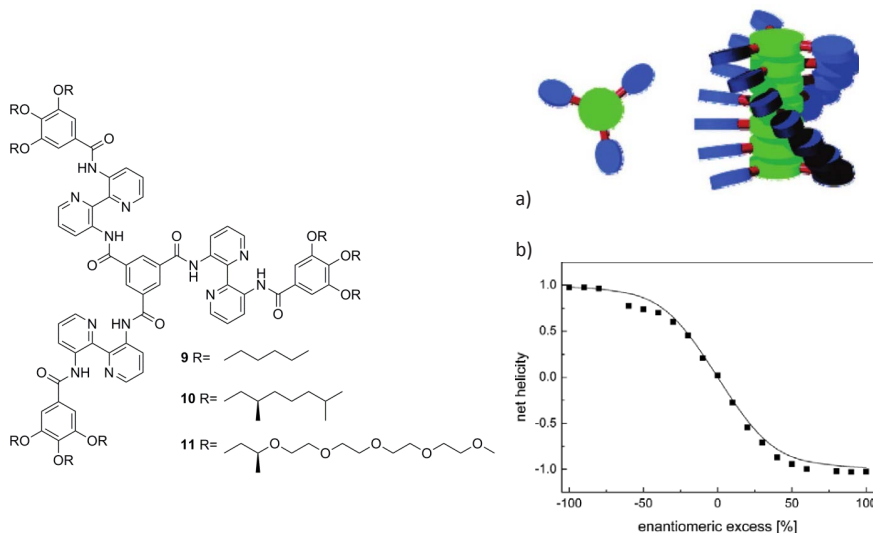 OR
RO
O
RO
NH
N
N
NH
O
O
O
NH
N
N
HN
O
OR
OR
OR
N
O
HN
O
N
NH
O
RO
OR
OR
9 R=
10 R=
11 R=
O
O
O
O
O
a)
b)
net helicity
1.0
0.5
0.0
-0.5
-1.0
-100
-50
0
50
100
enantiomeric excess [%]